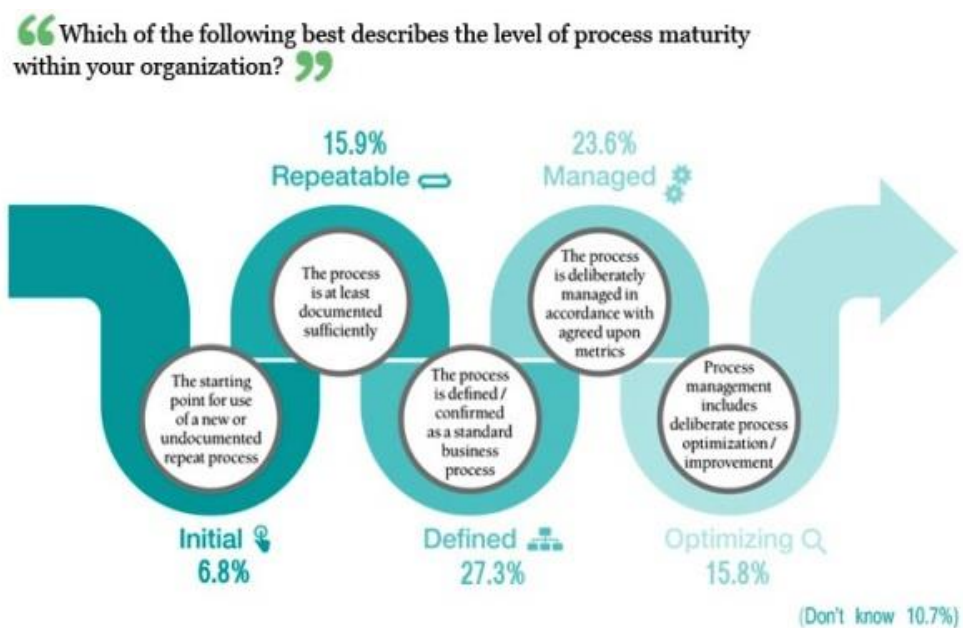 ❝ Which of the following best describes the level of process maturity
within your organization? ❞
15.9%
Repeatable
23.6%
Managed
The process
is at least
documented
sufficiently
The process
is deliberately
managed in
accordance with
agreed upon
metrics
The starting
point for use
of a new or
undocumented
repeat process
The process
is defined /
confirmed
as a standard
business
process
Process
management
includes
deliberate process
optimization /
improvement
Initial
6.8%
Defined
27.3%
Optimizing
15.8%
(Don't know 10.7%)